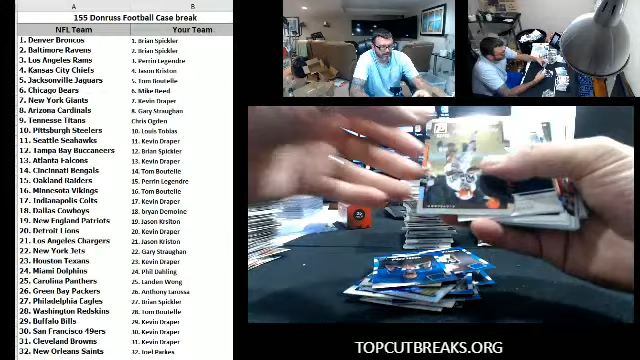 A B
155 Donruss Football Case break
NFL Team Your Team
1. Denver Broncos 1. Brian Spickler
2. Baltimore Ravens 2. Brian Spickler
3. Los Angeles Rams 3. Perrin Legendre
4. Kansas City Chiefs 4. Jason Kriston
5. Jacksonville Jaguars 5. Tom Boutelle
6. Chicago Bears 6. Mike Reed
7. New York Giants 7. Kevin Draper
8. Arizona Cardinals 8. Gary Straughan
9. Tennesse Titans Chris Ogden
10. Pittsburgh Steelers 10. Louis Tobias
11. Seattle Seahawks 11. Kevin Draper
12. Tampa Bay Buccaneers 12. Brian Spickler
13. Atlanta Falcons 13. Kevin Draper
14. Cincinnati Bengals 14. Tom Boutelle
15. Oakland Raiders 15. Perrin Legendre
16. Minnesota Vikings 16. Tom Boutelle
17. Indianapolis Colts 17. Kevin Draper
18. Dallas Cowboys 18. bryan Demoine
19. New England Patriots 19. Jason Kriston
20. Detroit Lions 20. Kevin Draper
21. Los Angeles Chargers 21. Jason Kriston
22. New York Jets 22. Gary Straughan
23. Houston Texans 23. Kevin Draper
24. Miami Dolphins 24. Phil Dahling
25. Carolina Panthers 25. Landen Wong
26. Green Bay Packers 26. Anthony Larossa
27. Philadelphia Eagles 27. Brian Spickler
28. Washington Redskins 28. Tom Boutelle
29. Buffalo Bills 29. Kevin Draper
30. San Francisco 49ers 30. Kevin Draper
31. Cleveland Browns 31. Kevin Draper
32. New Orleans Saints 32. Joel Parkes
TOPCUTBREAKS.ORG